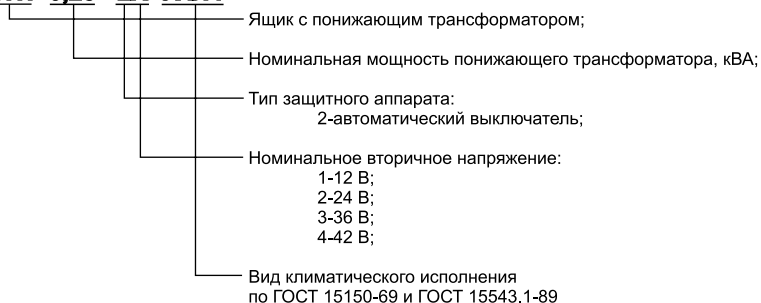 Ящик с понижающим трансформатором;
Номинальная мощность понижающего трансформатора, кВА;
Тип защитного аппарата:
2-автоматический выключатель;
Номинальное вторичное напряжение:
1-12 В;
2-24 В;
3-36 В;
4-42 В;
Вид климатического исполнения
по ГОСТ 15150-69 и ГОСТ 15543.1-89